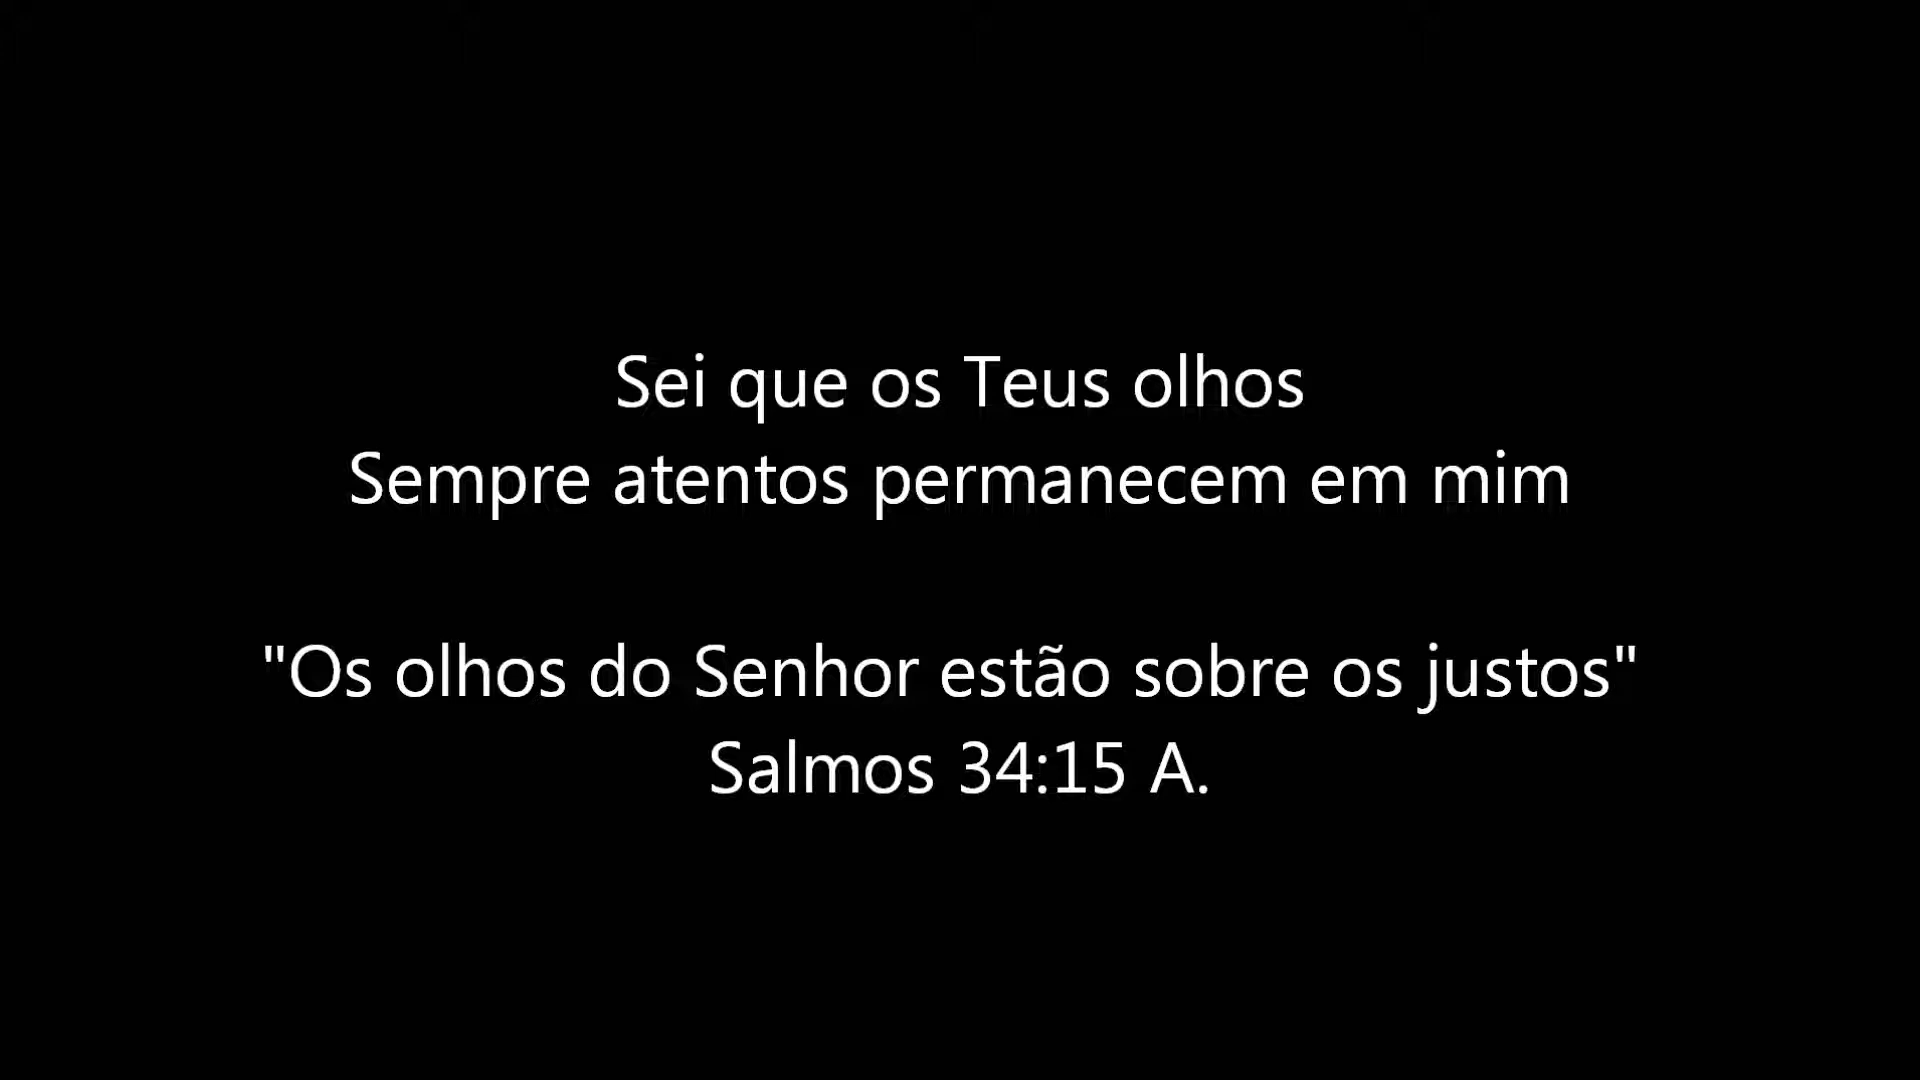 Sei que os Teus olhos
Sempre atentos permanecem em mim
"Os olhos do Senhor estão sobre os justos"
Salmos 34:15 A.